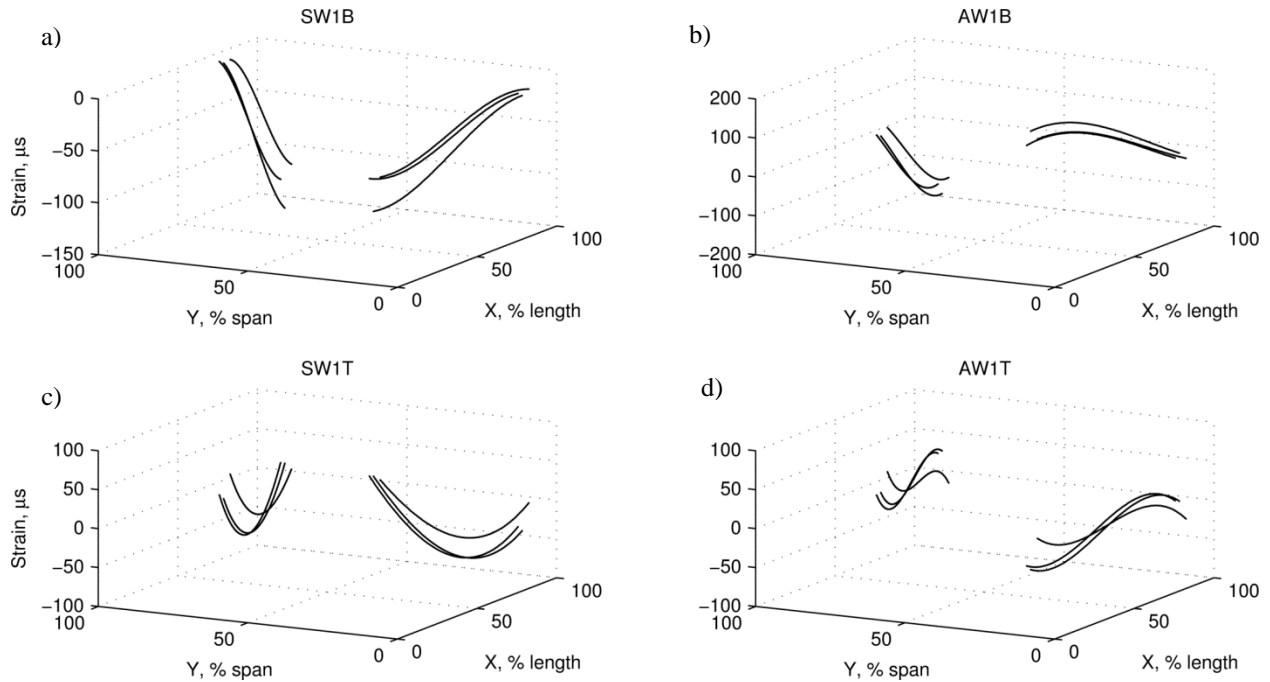 a)
SW1B
0
−50
−100
−150
Strain, μs
100
50
0
Y, % span
0
50
100
X, % length
b)
AW1B
200
100
0
−100
−200
100
50
0
Y, % span
0
50
100
X, % length
c)
SW1T
100
50
0
−50
−100
Strain, μs
100
50
0
Y, % span
0
50
100
X, % length
d)
AW1T
100
50
0
−50
−100
100
50
0
Y, % span
0
50
100
X, % length